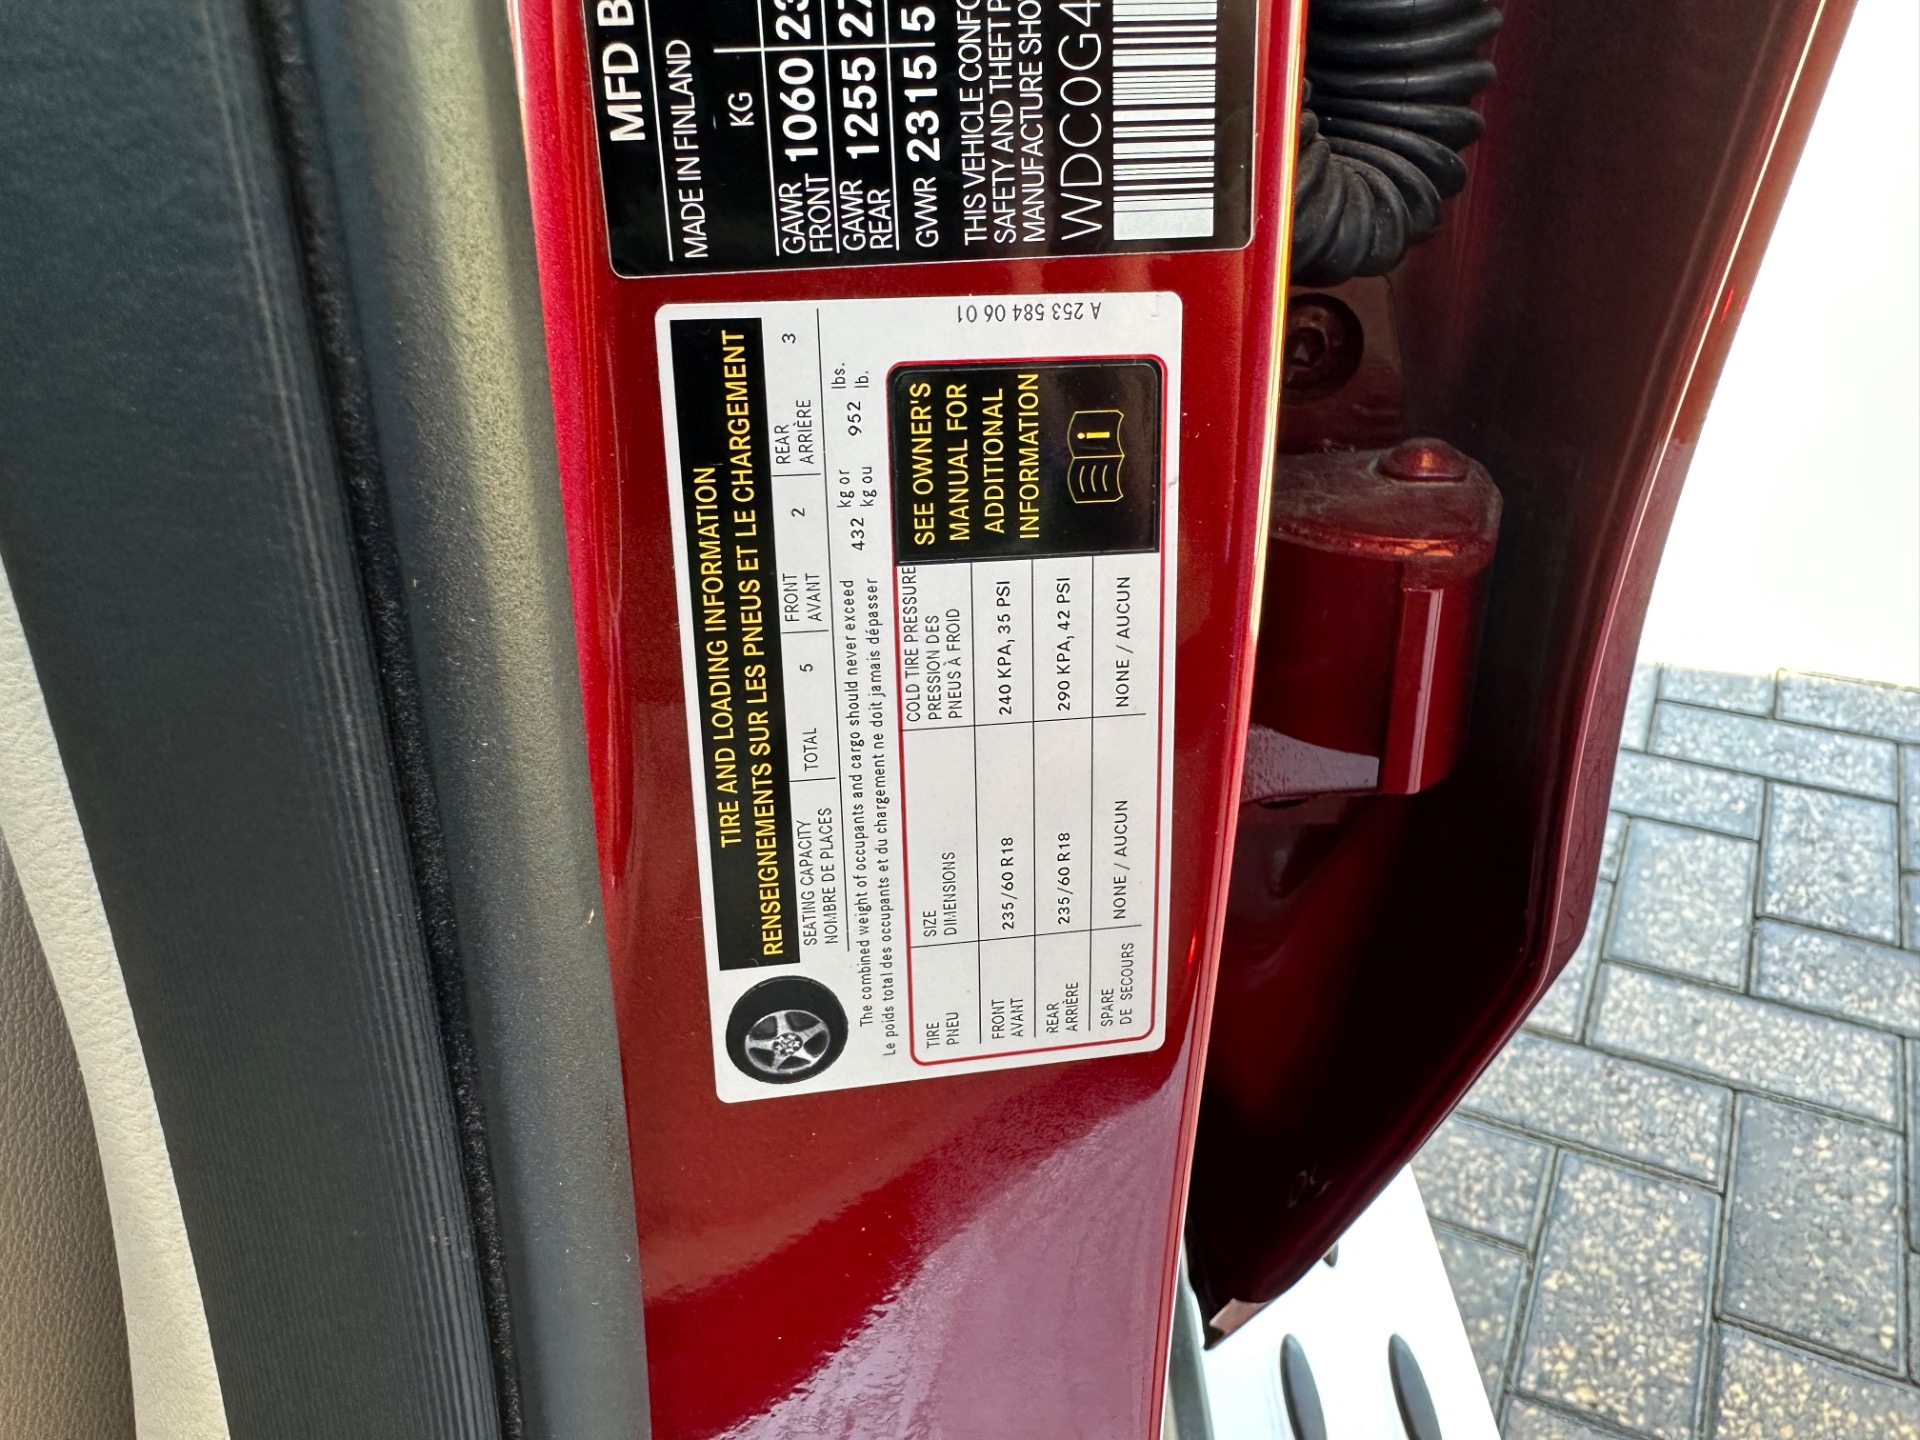 MFD
MADE IN FINLAND
KG
GAWR
FRONT 1060
GAWR
REAR 1255
GVWR 2315
THIS VEHICLE
SAFETY AND THEFT
MANUFACTURE
WDC0G4
A 253 584 06 01
TIRE AND LOADING INFORMATION
RENSEIGNEMENTS SUR LES PNEUS ET LE CHARGEMENT
SEATING CAPACITY
NOMBRE DE PLACES
TOTAL 5
FRONT
AVANT 2
REAR
ARRIÈRE 3
The combined weight of occupants and cargo should never exceed 432 kg or 952 lbs.
Le poids total des occupants et du chargement ne doit jamais dépasser kg ou lb.
TIRE
PNEU
SIZE
DIMENSIONS
COLD TIRE PRESSURE
PRESSION DES
PNEUS À FROID
FRONT
AVANT
235/60 R18
240 KPA, 35 PSI
REAR
ARRIÈRE
235/60 R18
290 KPA, 42 PSI
SPARE
DE SECOURS
NONE / AUCUN
NONE / AUCUN
SEE OWNER'S
MANUAL FOR
ADDITIONAL
INFORMATION